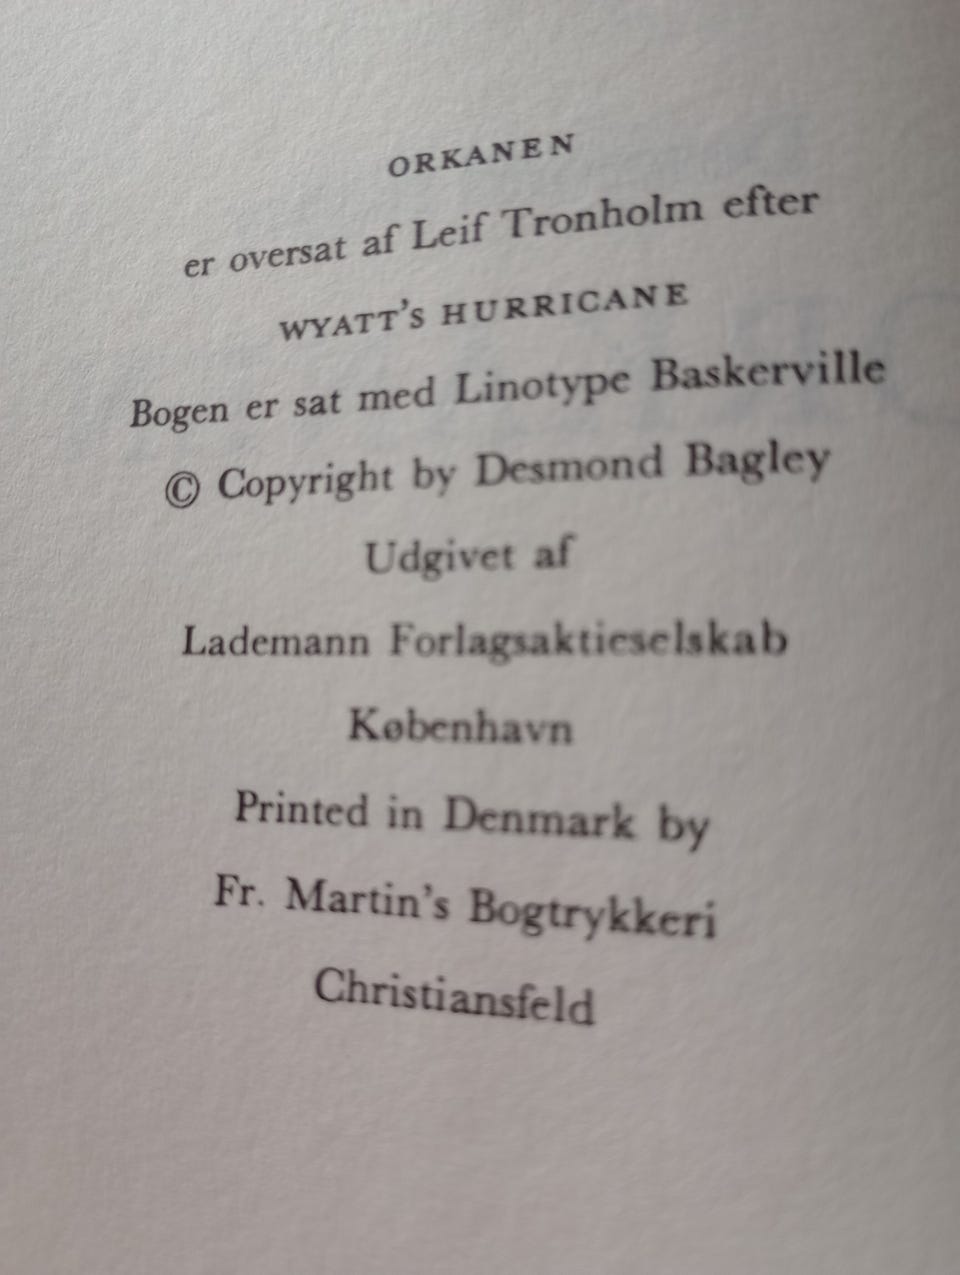 ORKANEN
er oversat af Leif Tronholm efter
WYATT'S HURRICANE
Bogen er sat med Linotype Baskerville
© Copyright by Desmond Bagley
Udgivet af
Lademann Forlagsaktieselskab
København
Printed in Denmark by
Fr. Martin's Bogtrykkeri
Christiansfeld